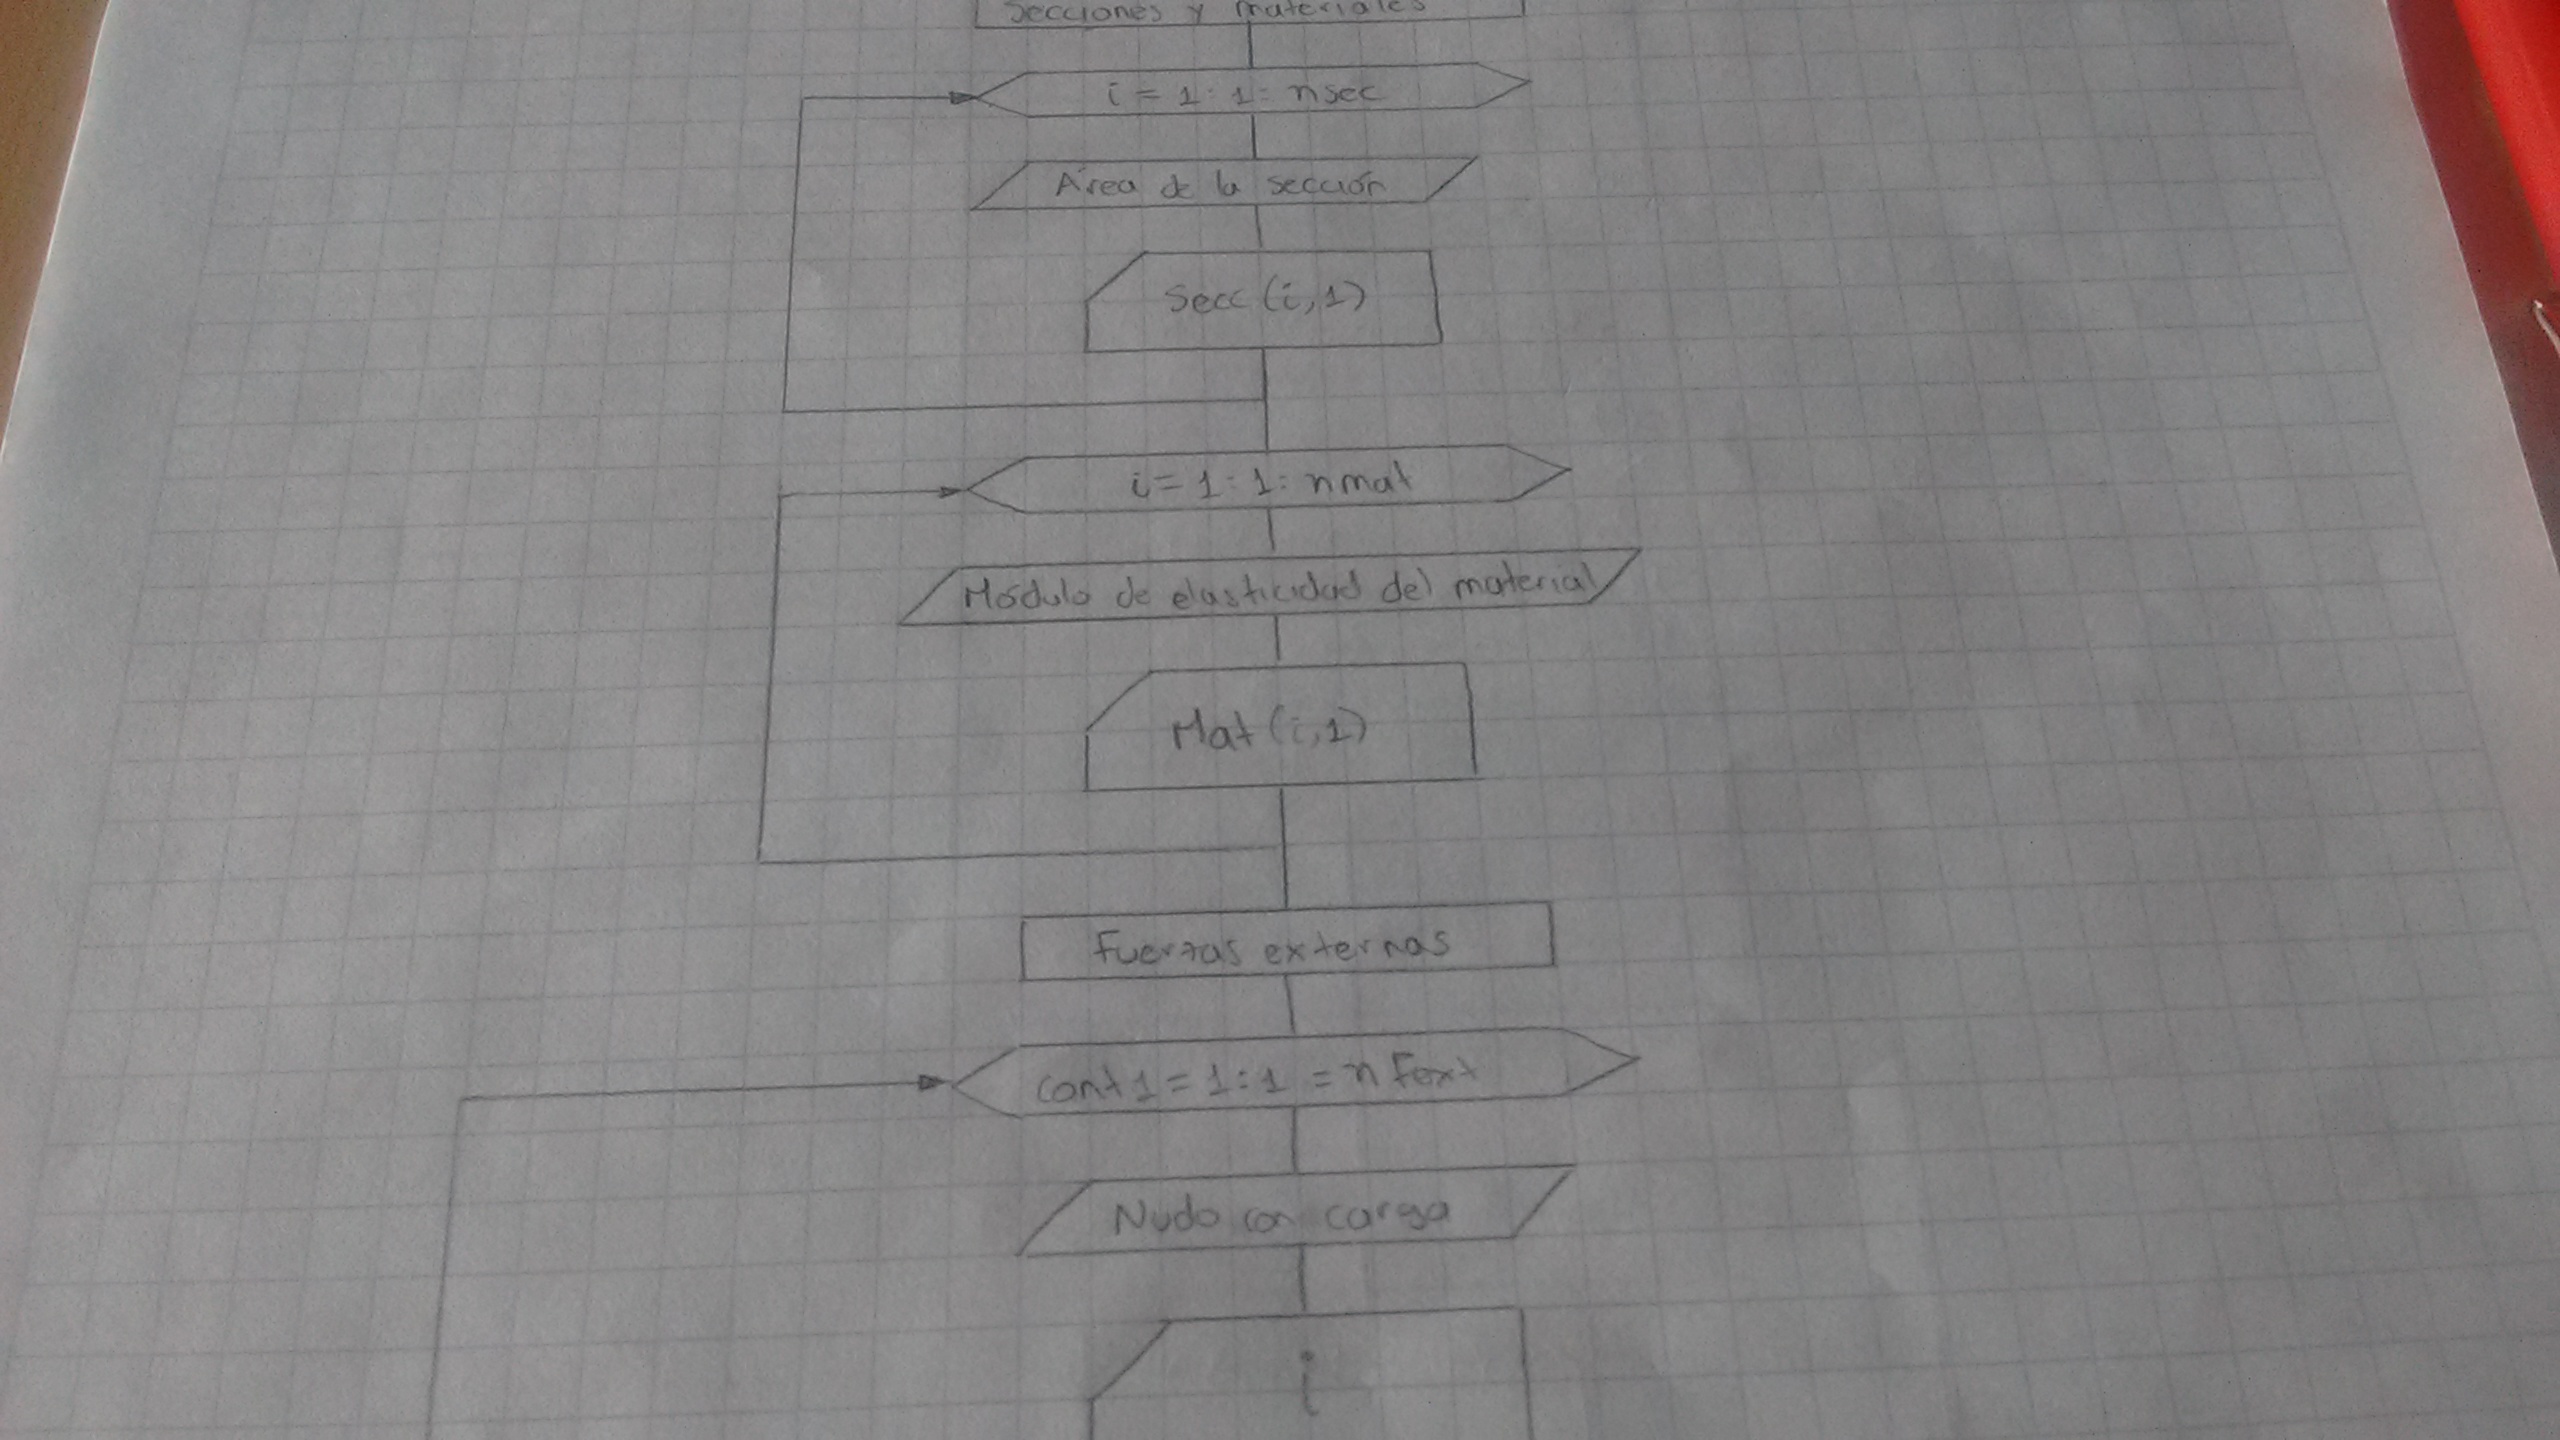 Secciones y materiales
i = 1 : 1 : nsec
Área de la sección
Secc (i,1)
i = 1 : 1 : nmat
Módulo de elasticidad del material
Mat (i,1)
Fuerzas externas
cont1 = 1 : 1 = nFext
Nudo con carga
i